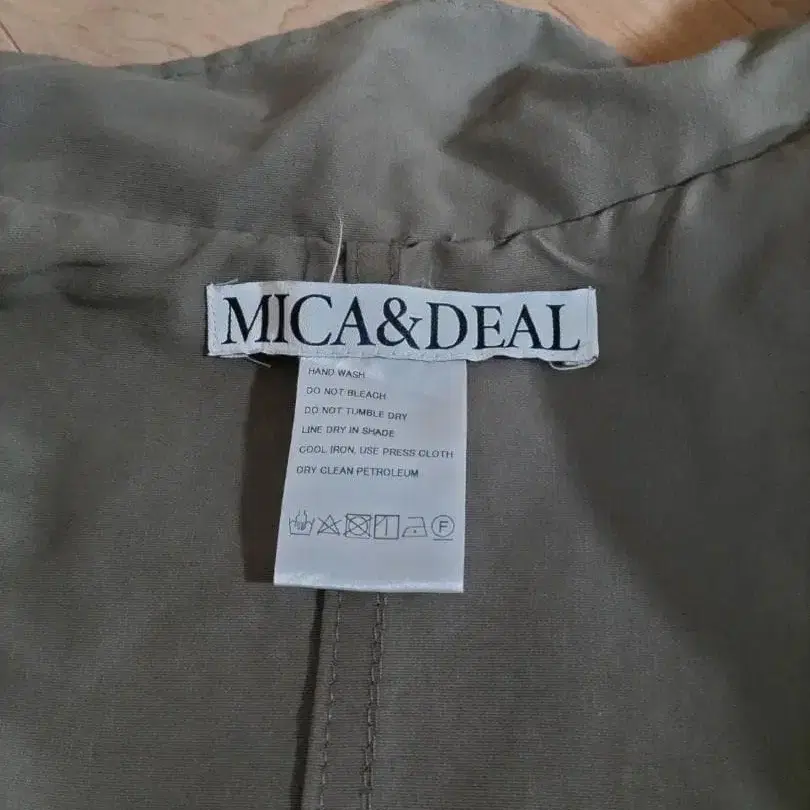 MICA&DEAL
HAND WASH
DO NOT BLEACH
DO NOT TUMBLE DRY
LINE DRY IN SHADE
COOL IRON, USE PRESS CLOTH
DRY CLEAN PETROLEUM
F